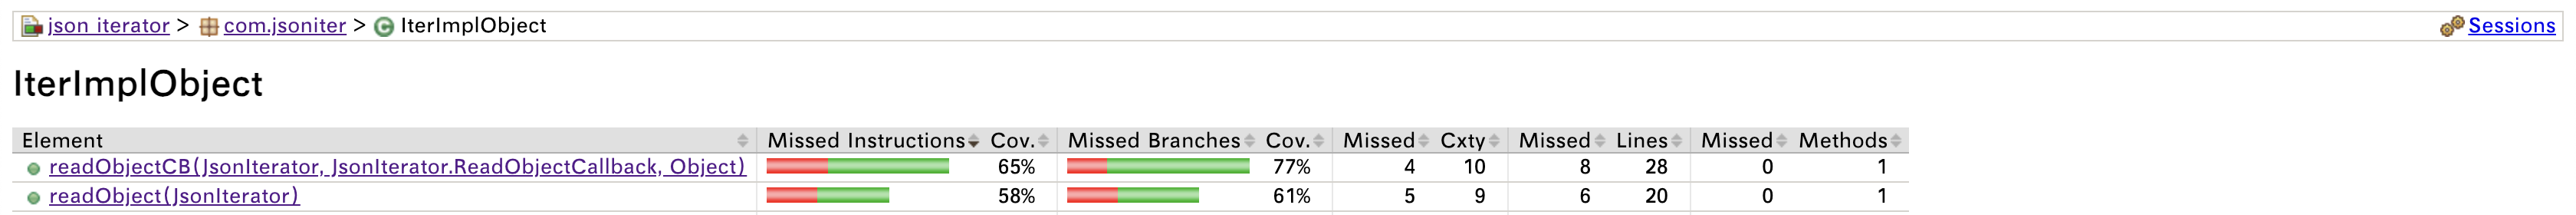 json iterator > com.jsoniter > IterImplObject Sessions
IterImplObject
Element Missed Instructions Cov. Missed Branches Cov. Missed Cxty Missed Lines Missed Methods
readObjectCB(JsonIterator, JsonIterator.ReadObjectCallback, Object) 65% 77% 4 10 8 28 0 1
readObject(JsonIterator) 58% 61% 5 9 6 20 0 1